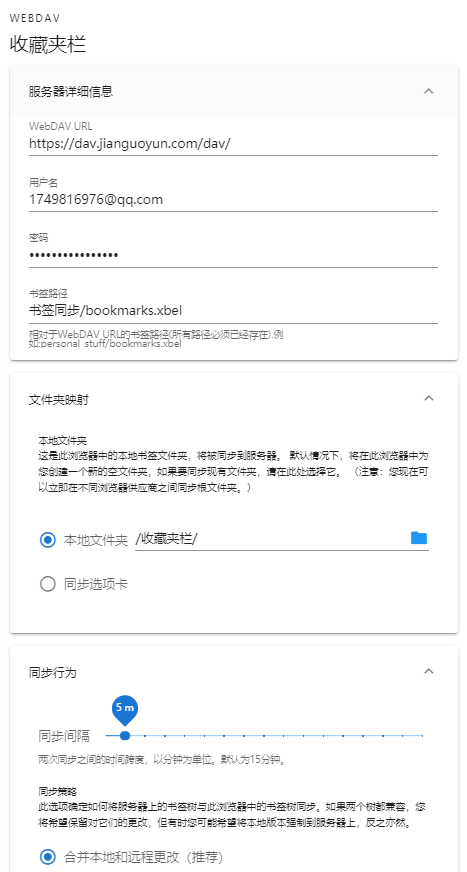 WEBDAV
收藏夹栏
服务器详细信息
WebDAV URL
https://dav.jianguoyun.com/dav/
用户名
1749816976@qq.com
密码
••••••••••••••••
书签路径
书签同步/bookmarks.xbel
相对于WebDAV URL的书签路径(所有路径必须已经存在).例
如:personal_stuff/bookmarks.xbel
文件夹映射
本地文件夹
这是此浏览器中的本地书签文件夹，将被同步到服务器。 默认情况下，将在此浏览器中为
您创建一个新的空文件夹，如果要同步现有文件夹，请在此处选择它。 （注意：您现在可
以立即在不同浏览器供应商之间同步根文件夹。）
本地文件夹 /收藏夹栏/
同步选项卡
同步行为
5 m
同步间隔
两次同步之间的时间跨度，以分钟为单位。默认为15分钟。
同步策略
此选项确定如何将服务器上的书签树与此浏览器中的书签树同步。如果两个树都兼容，您
将希望保留对它们的更改，但有时您可能希望将本地版本强制到服务器上，反之亦然。
合并本地和远程更改（推荐）